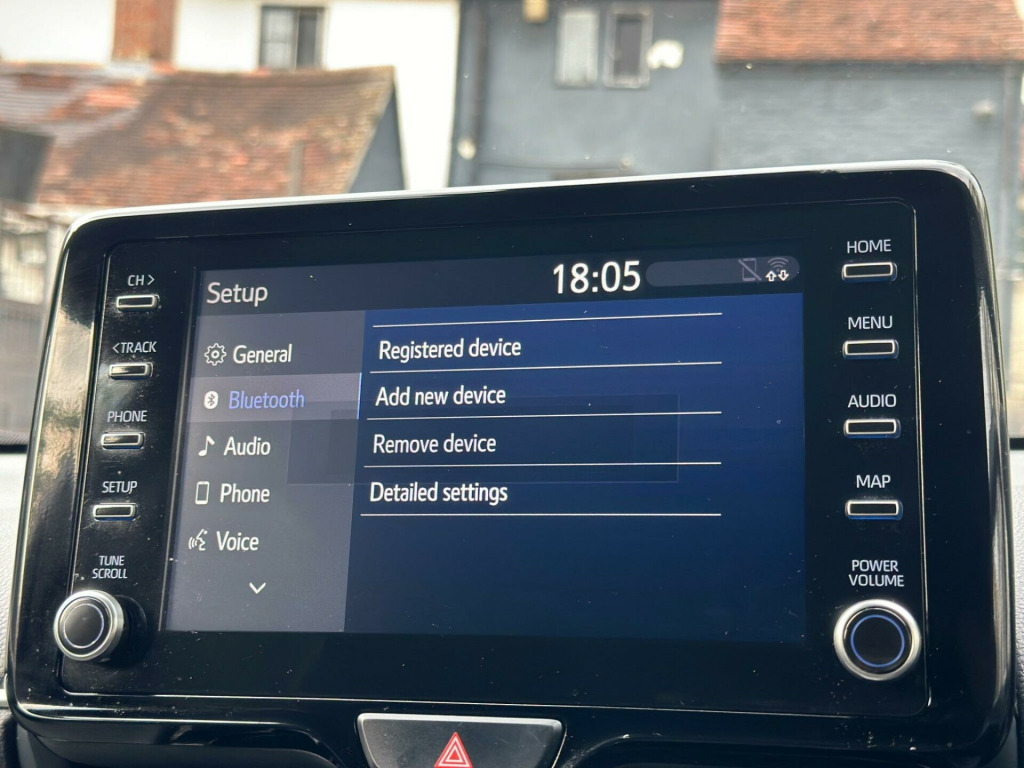 Setup
18:05
General
Bluetooth
Audio
Phone
Voice
Registered device
Add new device
Remove device
Detailed settings
CH >
<TRACK
PHONE
SETUP
TUNE
SCROLL
HOME
MENU
AUDIO
MAP
POWER
VOLUME